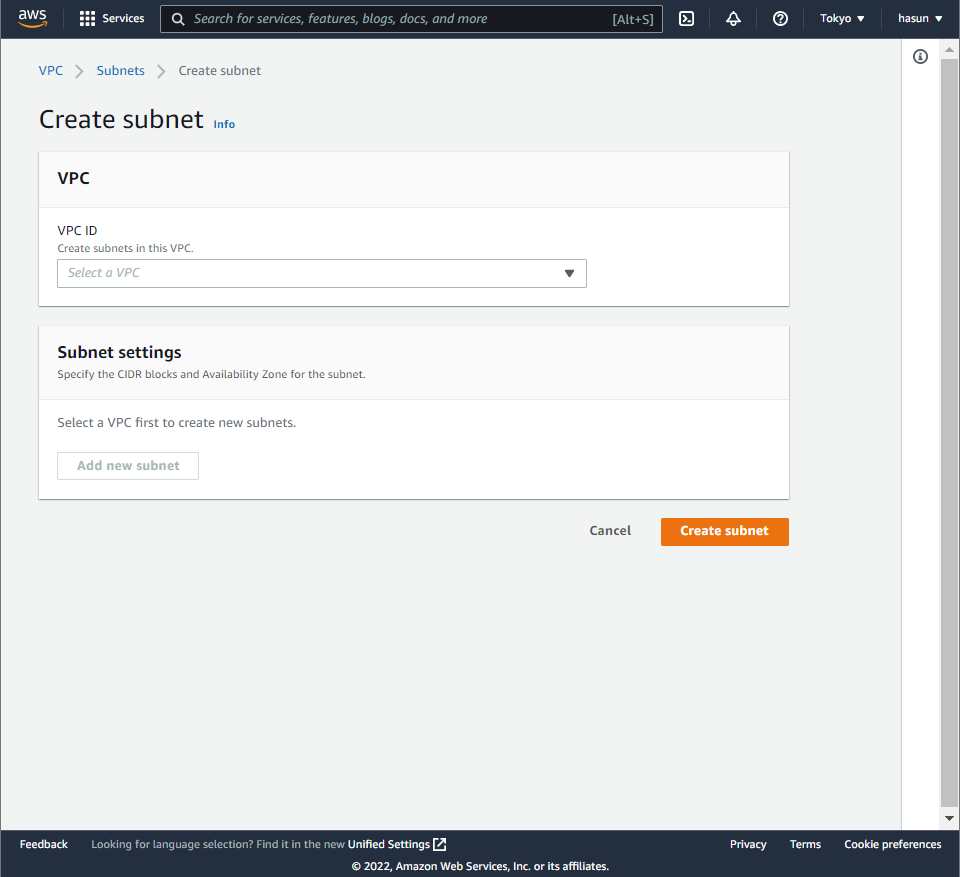 aws Services Search for services, features, blogs, docs, and more [Alt+S] Tokyo hasun
VPC Subnets Create subnet
Create subnet Info
VPC
VPC ID
Create subnets in this VPC.
Select a VPC
Subnet settings
Specify the CIDR blocks and Availability Zone for the subnet.
Select a VPC first to create new subnets.
Add new subnet
Cancel Create subnet
Feedback Looking for language selection? Find it in the new Unified Settings Privacy Terms Cookie preferences
© 2022, Amazon Web Services, Inc. or its affiliates.